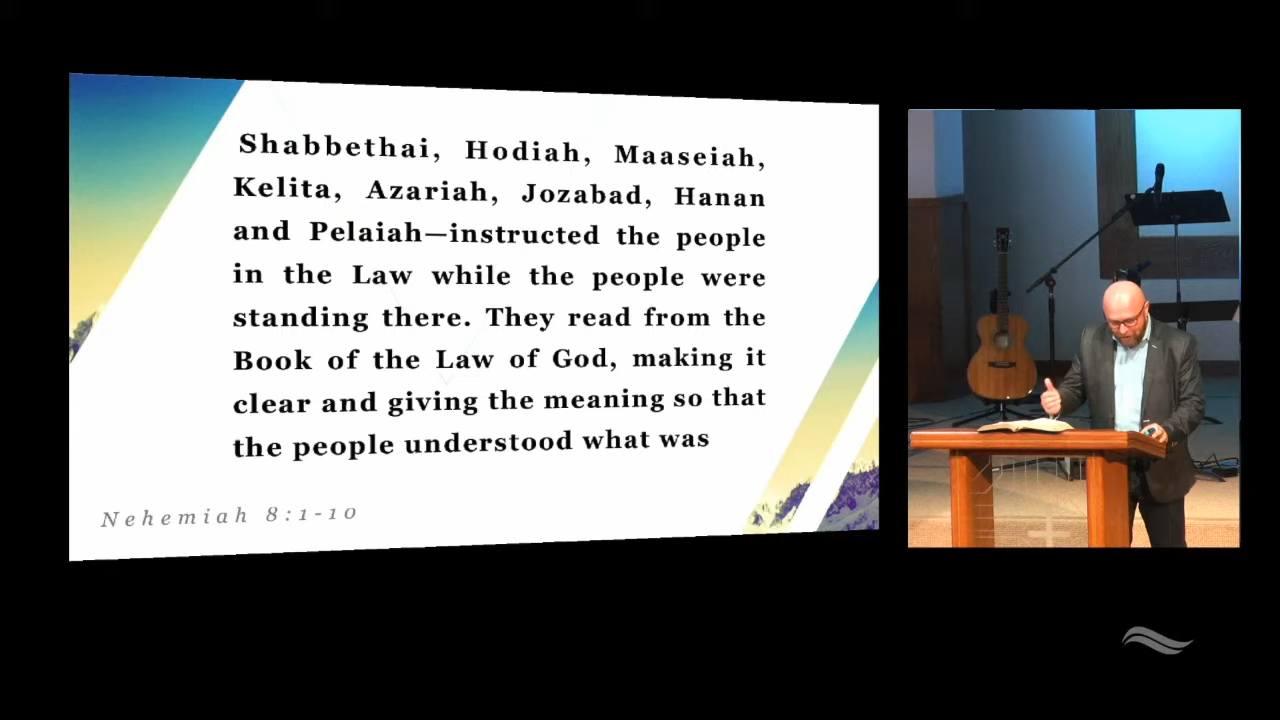 Shabbethai, Hodiah, Maaseiah,
Kelita, Azariah, Jozabad, Hanan
and Pelaiah—instructed the people
in the Law while the people were
standing there. They read from the
Book of the Law of God, making it
clear and giving the meaning so that
the people understood what was
Nehemiah 8:1-10